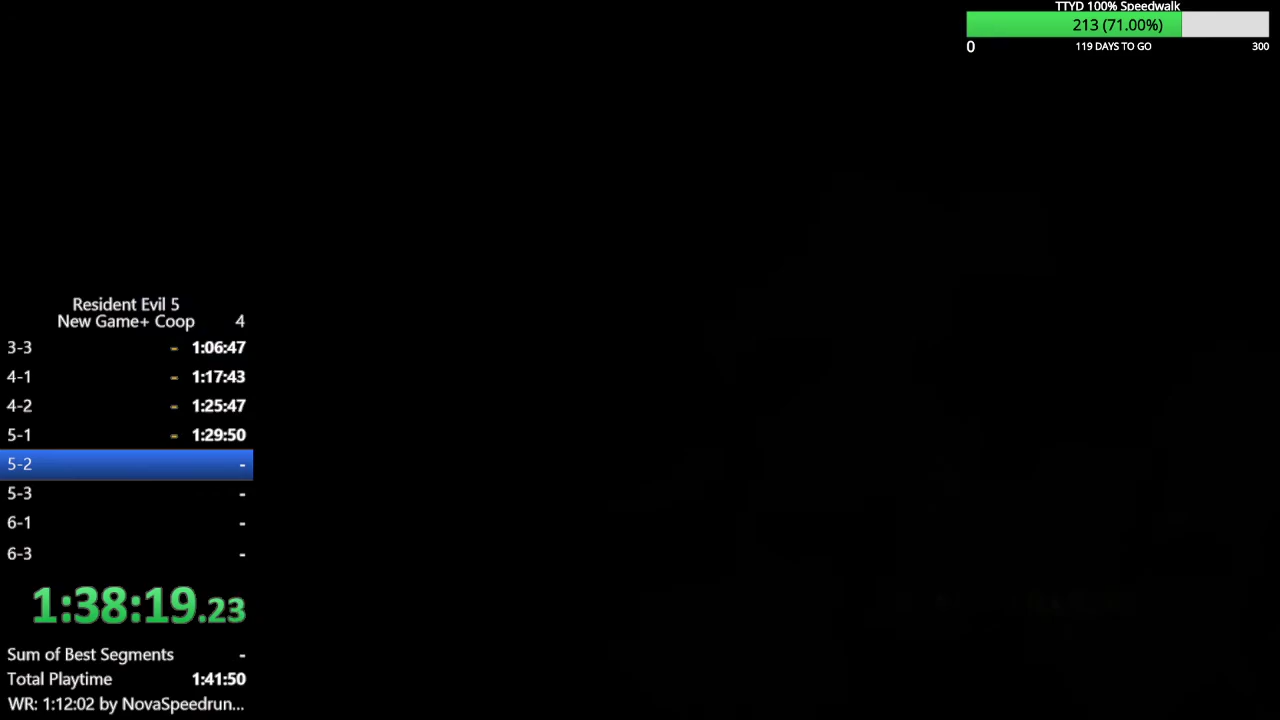 TTYD 100% Speedwalk
213 (71.00%)
0 119 DAYS TO GO 300
Resident Evil 5
New Game+ Coop 4
3-3 - 1:06:47
4-1 - 1:17:43
4-2 - 1:25:47
5-1 - 1:29:50
5-2 -
5-3 -
6-1 -
6-3 -
1:38:19.23
Sum of Best Segments -
Total Playtime 1:41:50
WR: 1:12:02 by NovaSpeedrun...